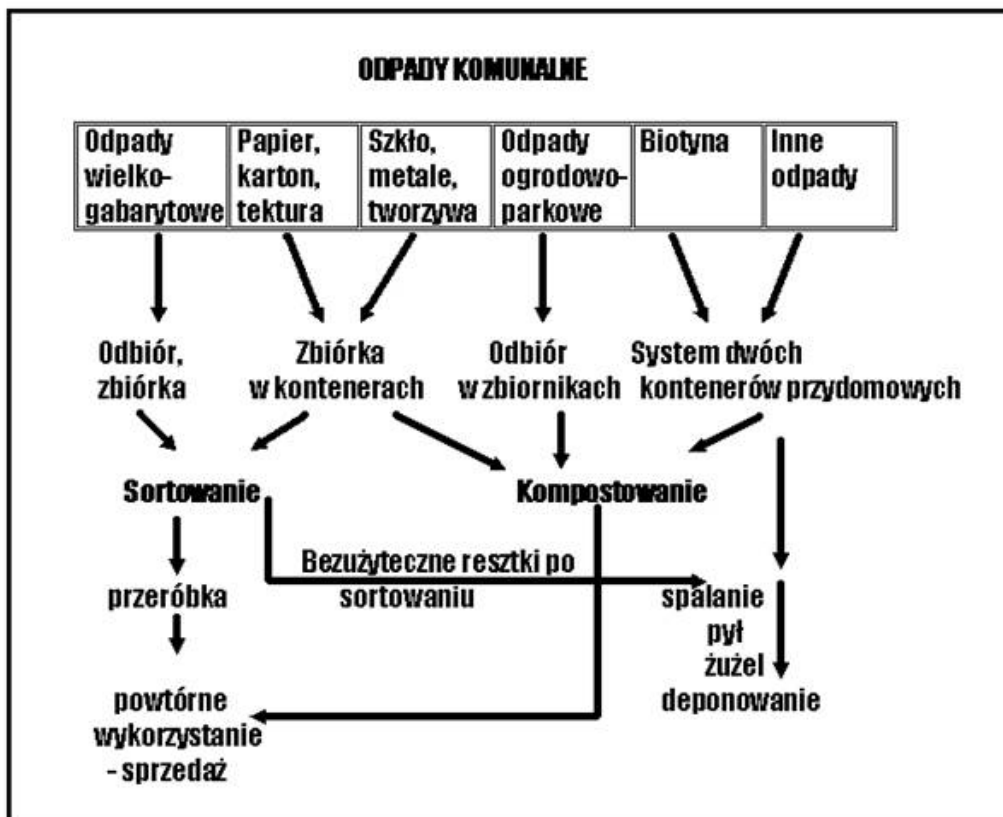 ODPADY KOMUNALNE
Odpady
wielko-
gabarytowe
Papier,
karton,
tektura
Szkło,
metale,
tworzywa
Odpady
ogrodowo-
parkowe
Biotyna
Inne
odpady
Odbiór,
zbiórka
Zbiórka
w kontenerach
Odbiór
w zbiornikach
System dwóch
kontenerów przydomowych
Sortowanie
Kompostowanie
Bezużyteczne resztki po
sortowaniu
przeróbka
spalanie
pył
żużel
deponowanie
powtórne
wykorzystanie
- sprzedaż